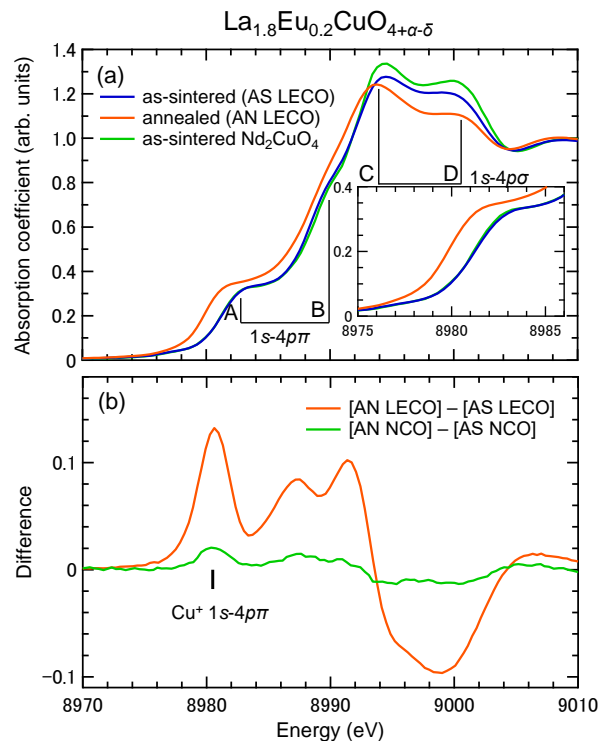 La₁.₈Eu₀.₂CuO₄₊α-δ
(a)
as-sintered (AS LECO)
annealed (AN LECO)
as-sintered Nd₂CuO₄
Absorption coefficient (arb. units)
1.4
1.2
1.0
0.8
0.6
0.4
0.2
0
A
B
1s-4pπ
C
D
1s-4pσ
0.4
0.2
0
8975
8980
8985
(b)
[AN LECO] – [AS LECO]
[AN NCO] – [AS NCO]
Difference
0.1
0
−0.1
Cu⁺ 1s-4pπ
8970
8980
8990
9000
9010
Energy (eV)